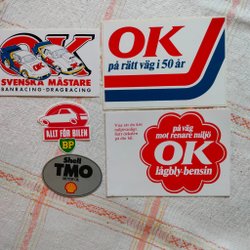 OK
SVENSKA MÄSTARE
BANRACING·DRAGRACING
OK
på rätt väg i 50 år
ALLT FÖR BILEN
BP
Shell
TMO
på väg
mot renare miljö
OK
lågbly-bensin